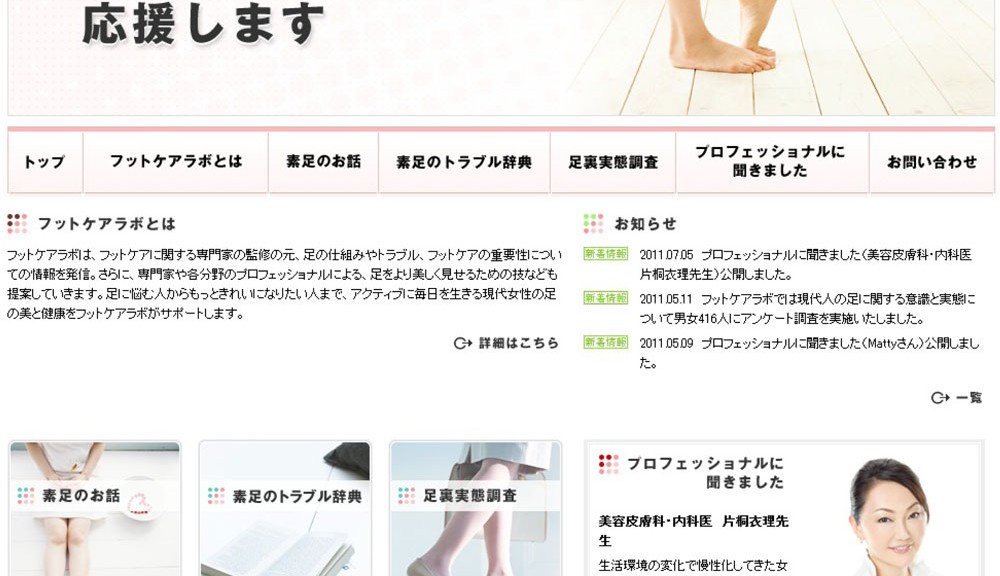 応援します
トップ
フットケアラボとは
素足のお話
素足のトラブル辞典
足裏実態調査
プロフェッショナルに
聞きました
お問い合わせ
フットケアラボとは
フットケアラボは、フットケアに関する専門家の監修の元、足の仕組みやトラブル、フットケアの重要性につい
ての情報を発信。さらに、専門家や各分野のプロフェッショナルによる、足をより美しく見せるための技なども
提案していきます。足に悩む人からもっときれいになりたい人まで、アクティブに毎日を生きる現代女性の足
の美と健康をフットケアラボがサポートします。
詳細はこちら
お知らせ
新着情報 2011.07.05 プロフェッショナルに聞きました(美容皮膚科・内科医
片桐衣理先生)公開しました。
新着情報 2011.05.11 フットケアラボでは現代人の足に関する意識と実態に
ついて男女416人にアンケート調査を実施いたしました。
新着情報 2011.05.09 プロフェッショナルに聞きました(Mattyさん)公開しまし
た。
一覧
素足のお話
素足のトラブル辞典
足裏実態調査
プロフェッショナルに
聞きました
美容皮膚科・内科医 片桐衣理先
生
生活環境の変化で慢性化してきた女